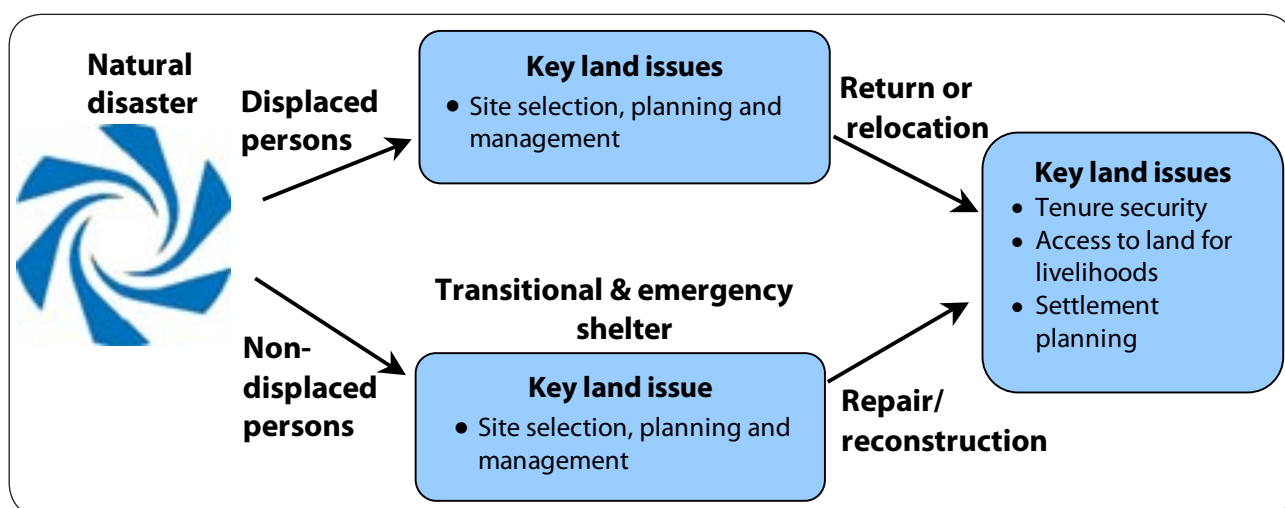 Natural
disaster
Displaced
persons
Key land issues
• Site selection, planning and
management
Return or
relocation
Key land issues
• Tenure security
• Access to land for
livelihoods
• Settlement
planning
Transitional & emergency
shelter
Non-
displaced
persons
Key land issue
• Site selection, planning and
management
Repair/
reconstruction